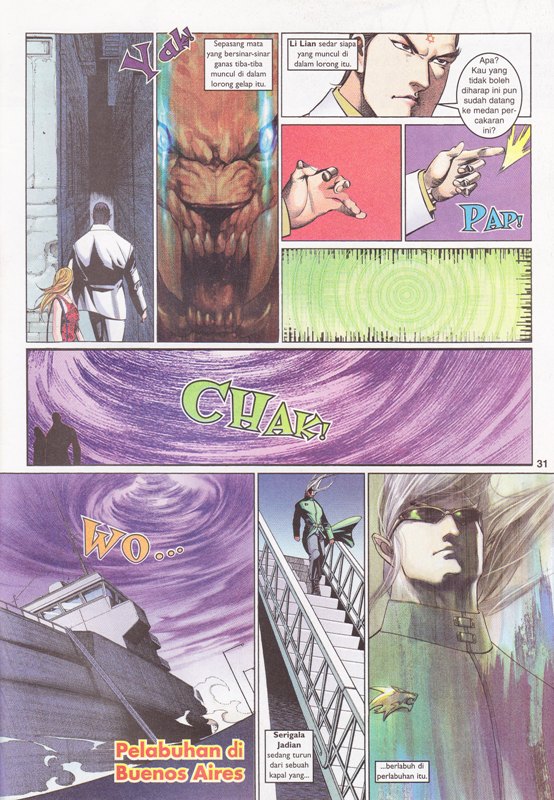 Yak!
Sepasang mata
yang bersinar-sinar
ganas tiba-tiba
muncul di dalam
lorong gelap itu.
Li Lian sedar siapa
yang muncul di
dalam lorong itu.
Apa?
Kau yang
tidak boleh
diharap ini pun
sudah datang
ke medan per-
cakaran
ini?
PAP!
CHAK!
31
WO...
Pelabuhan di
Buenos Aires
Serigala
Jadian
sedang turun
dari sebuah
kapal yang...
...berlabuh di
perlabuhan itu.